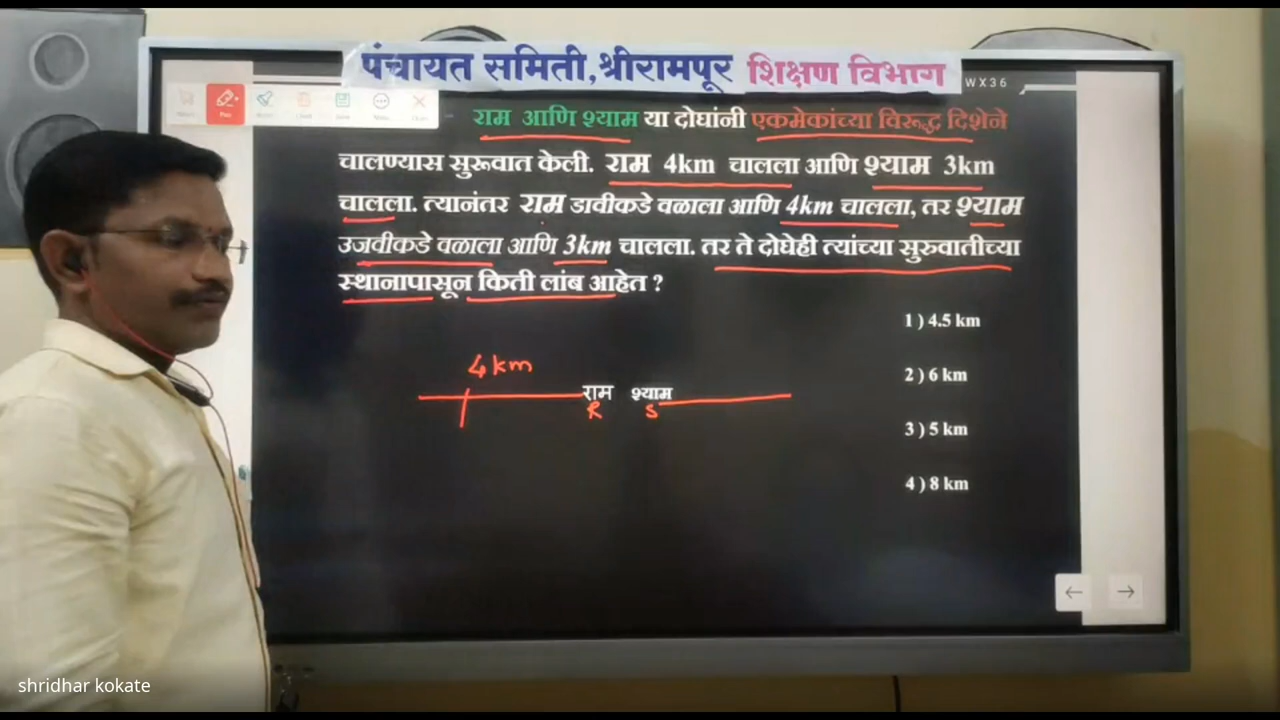 पंचायत समिती,श्रीरामपूर शिक्षण विभाग
WX36
राम आणि श्याम या दोघांनी एकमेकांच्या विरूद्ध दिशेने
चालण्यास सुरूवात केली. राम 4km चालला आणि श्याम 3km
चालला. त्यानंतर राम डावीकडे वळाला आणि 4km चालला, तर श्याम
उजवीकडे वळाला आणि 3km चालला. तर ते दोघेही त्यांच्या सुरुवातीच्या
स्थानापासून किती लांब आहेत ?
1 ) 4.5 km
2 ) 6 km
3 ) 5 km
4 ) 8 km
4km
राम श्याम
R S
shridhar kokate